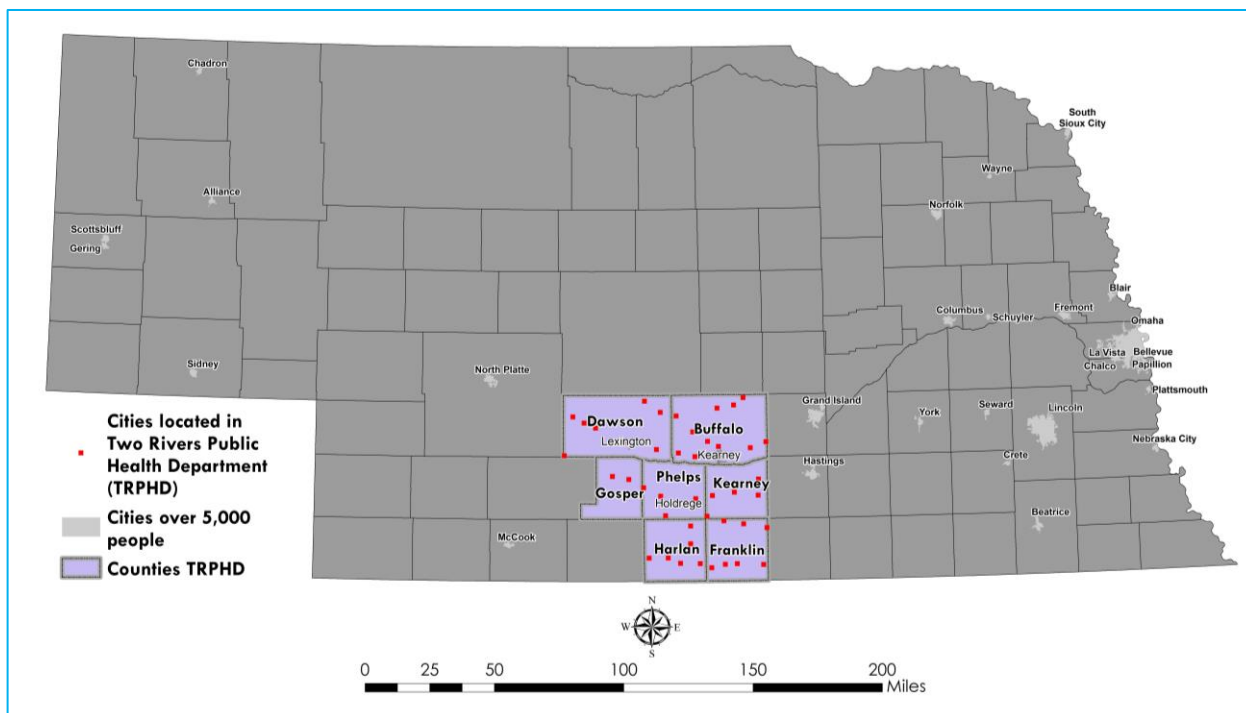 Chadron
South
Sioux City
Wayne
Alliance
Norfolk
Scottsbluff
Gering
Blair
Columbus
Fremont
Schuyler
Omaha
La Vista
Bellevue
Chalco
Papillion
Sidney
North Platte
Plattsmouth
Grand Island
York
Seward
Lincoln
Dawson
Lexington
Buffalo
Kearney
Nebraska City
Crete
Hastings
Phelps
Kearney
Gosper
Holdrege
Beatrice
McCook
Harlan
Franklin
Cities located in
Two Rivers Public
Health Department
(TRPHD)
Cities over 5,000
people
Counties TRPHD
N
W
E
S
0 25 50 100 150 200
Miles